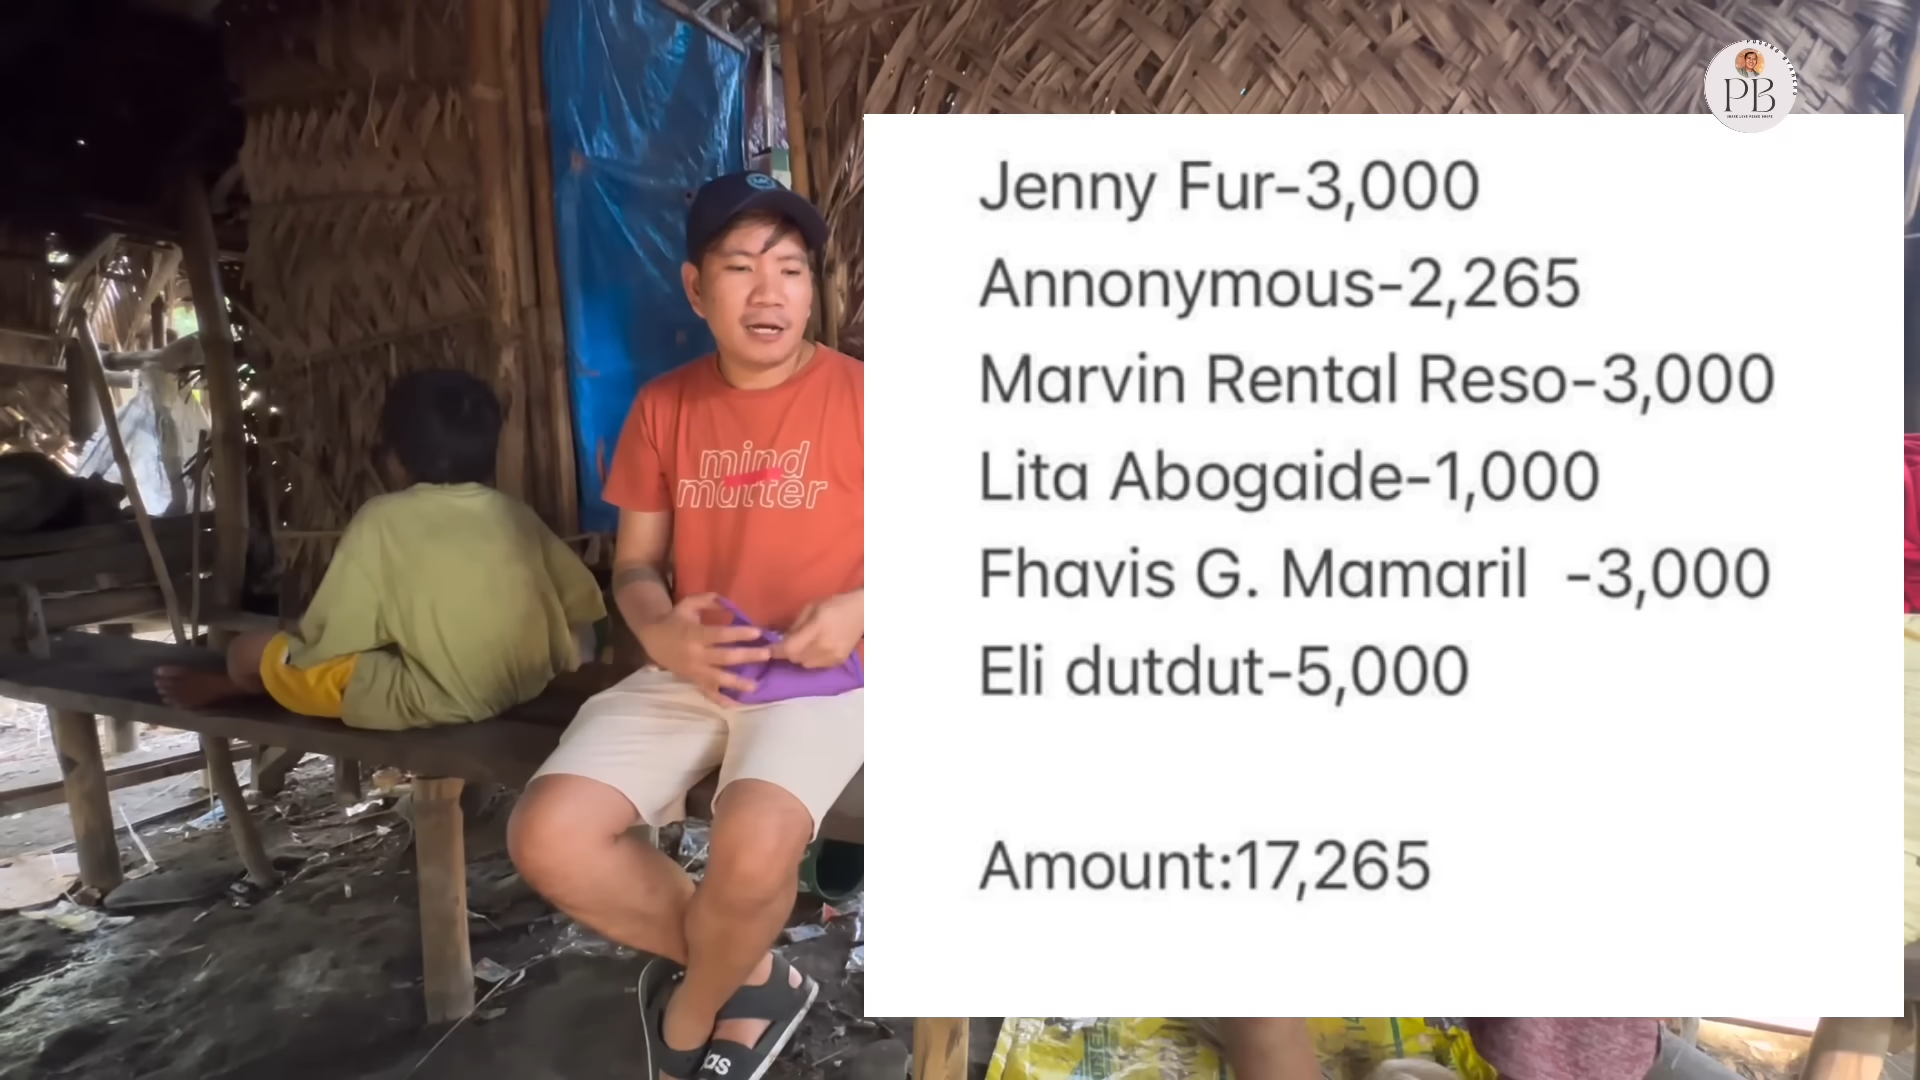 PB
Jenny Fur-3,000
Annonymous-2,265
Marvin Rental Reso-3,000
Lita Abogaide-1,000
Fhavis G. Mamaril -3,000
Eli dutdut-5,000
Amount:17,265
mind
matter
as